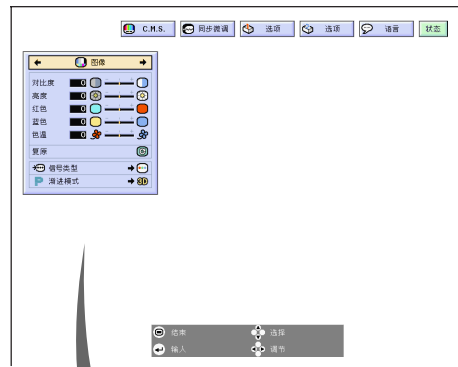 C.M.S. 同步微调 选项 选项 语言 状态
图像
对比度 0
亮度 0
红色 0
蓝色 0
色温 0
复原
信号类型
P 渐进模式 3D
结束 选择
输入 调节